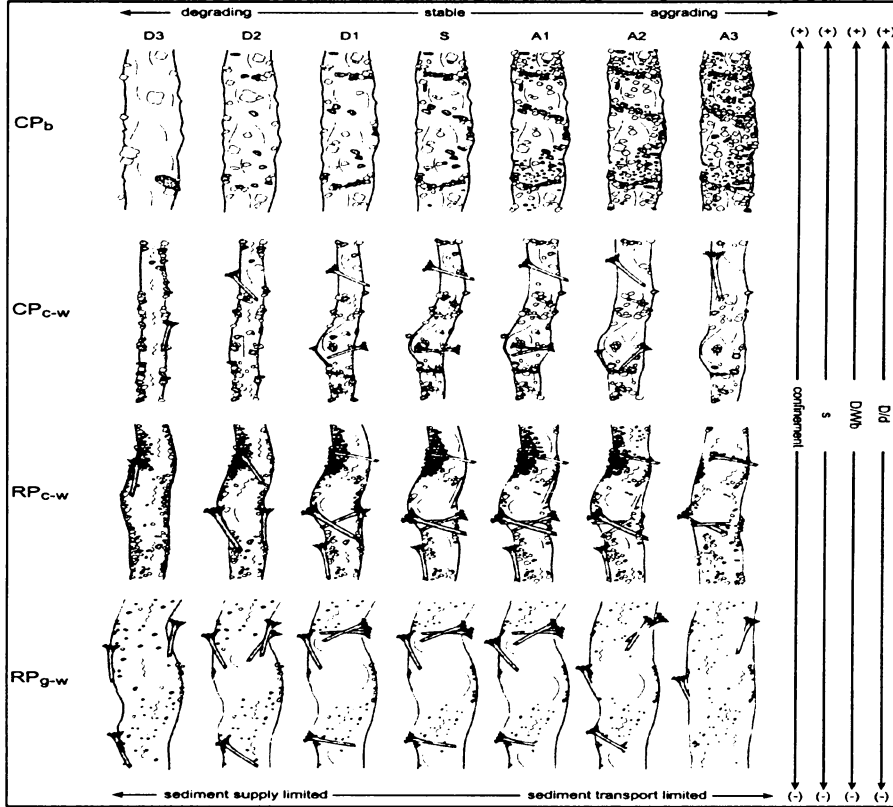 degrading stable aggrading
D3 D2 D1 S A1 A2 A3
(+) (+) (+) (+)
CPb
CPc-w
RPc-w
RPg-w
confinement s D/Wb D/d
sediment supply limited sediment transport limited
(-) (-) (-) (-)